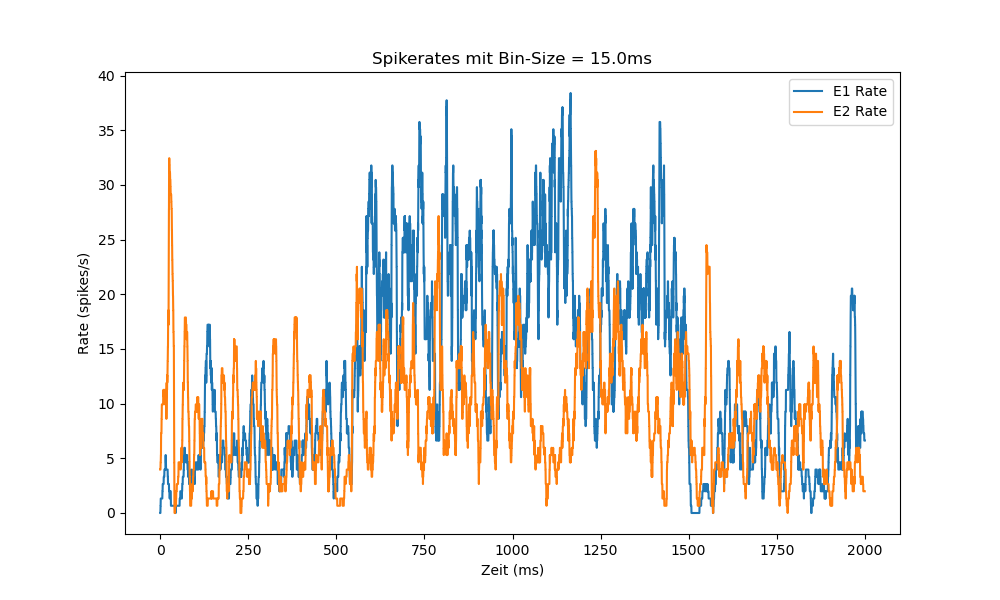 Spikerates mit Bin-Size = 15.0ms
E1 Rate
E2 Rate
40
35
30
25
20
15
10
5
0
Rate (spikes/s)
0 250 500 750 1000 1250 1500 1750 2000
Zeit (ms)